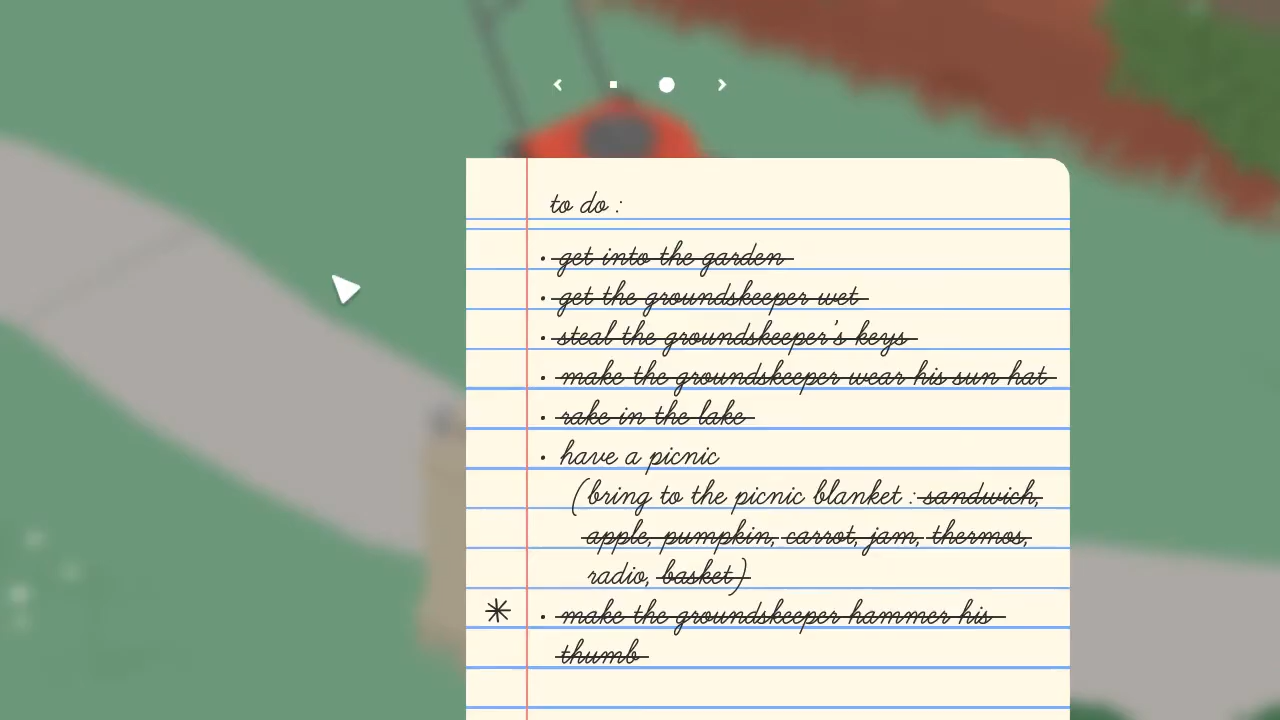 to do :
• get into the garden
• get the groundskeeper wet
• steal the groundskeeper's keys
• make the groundskeeper wear his sun hat
• rake in the lake
• have a picnic
(bring to the picnic blanket : sandwich,
apple, pumpkin, carrot, jam, thermos,
radio, basket)
• make the groundskeeper hammer his
thumb